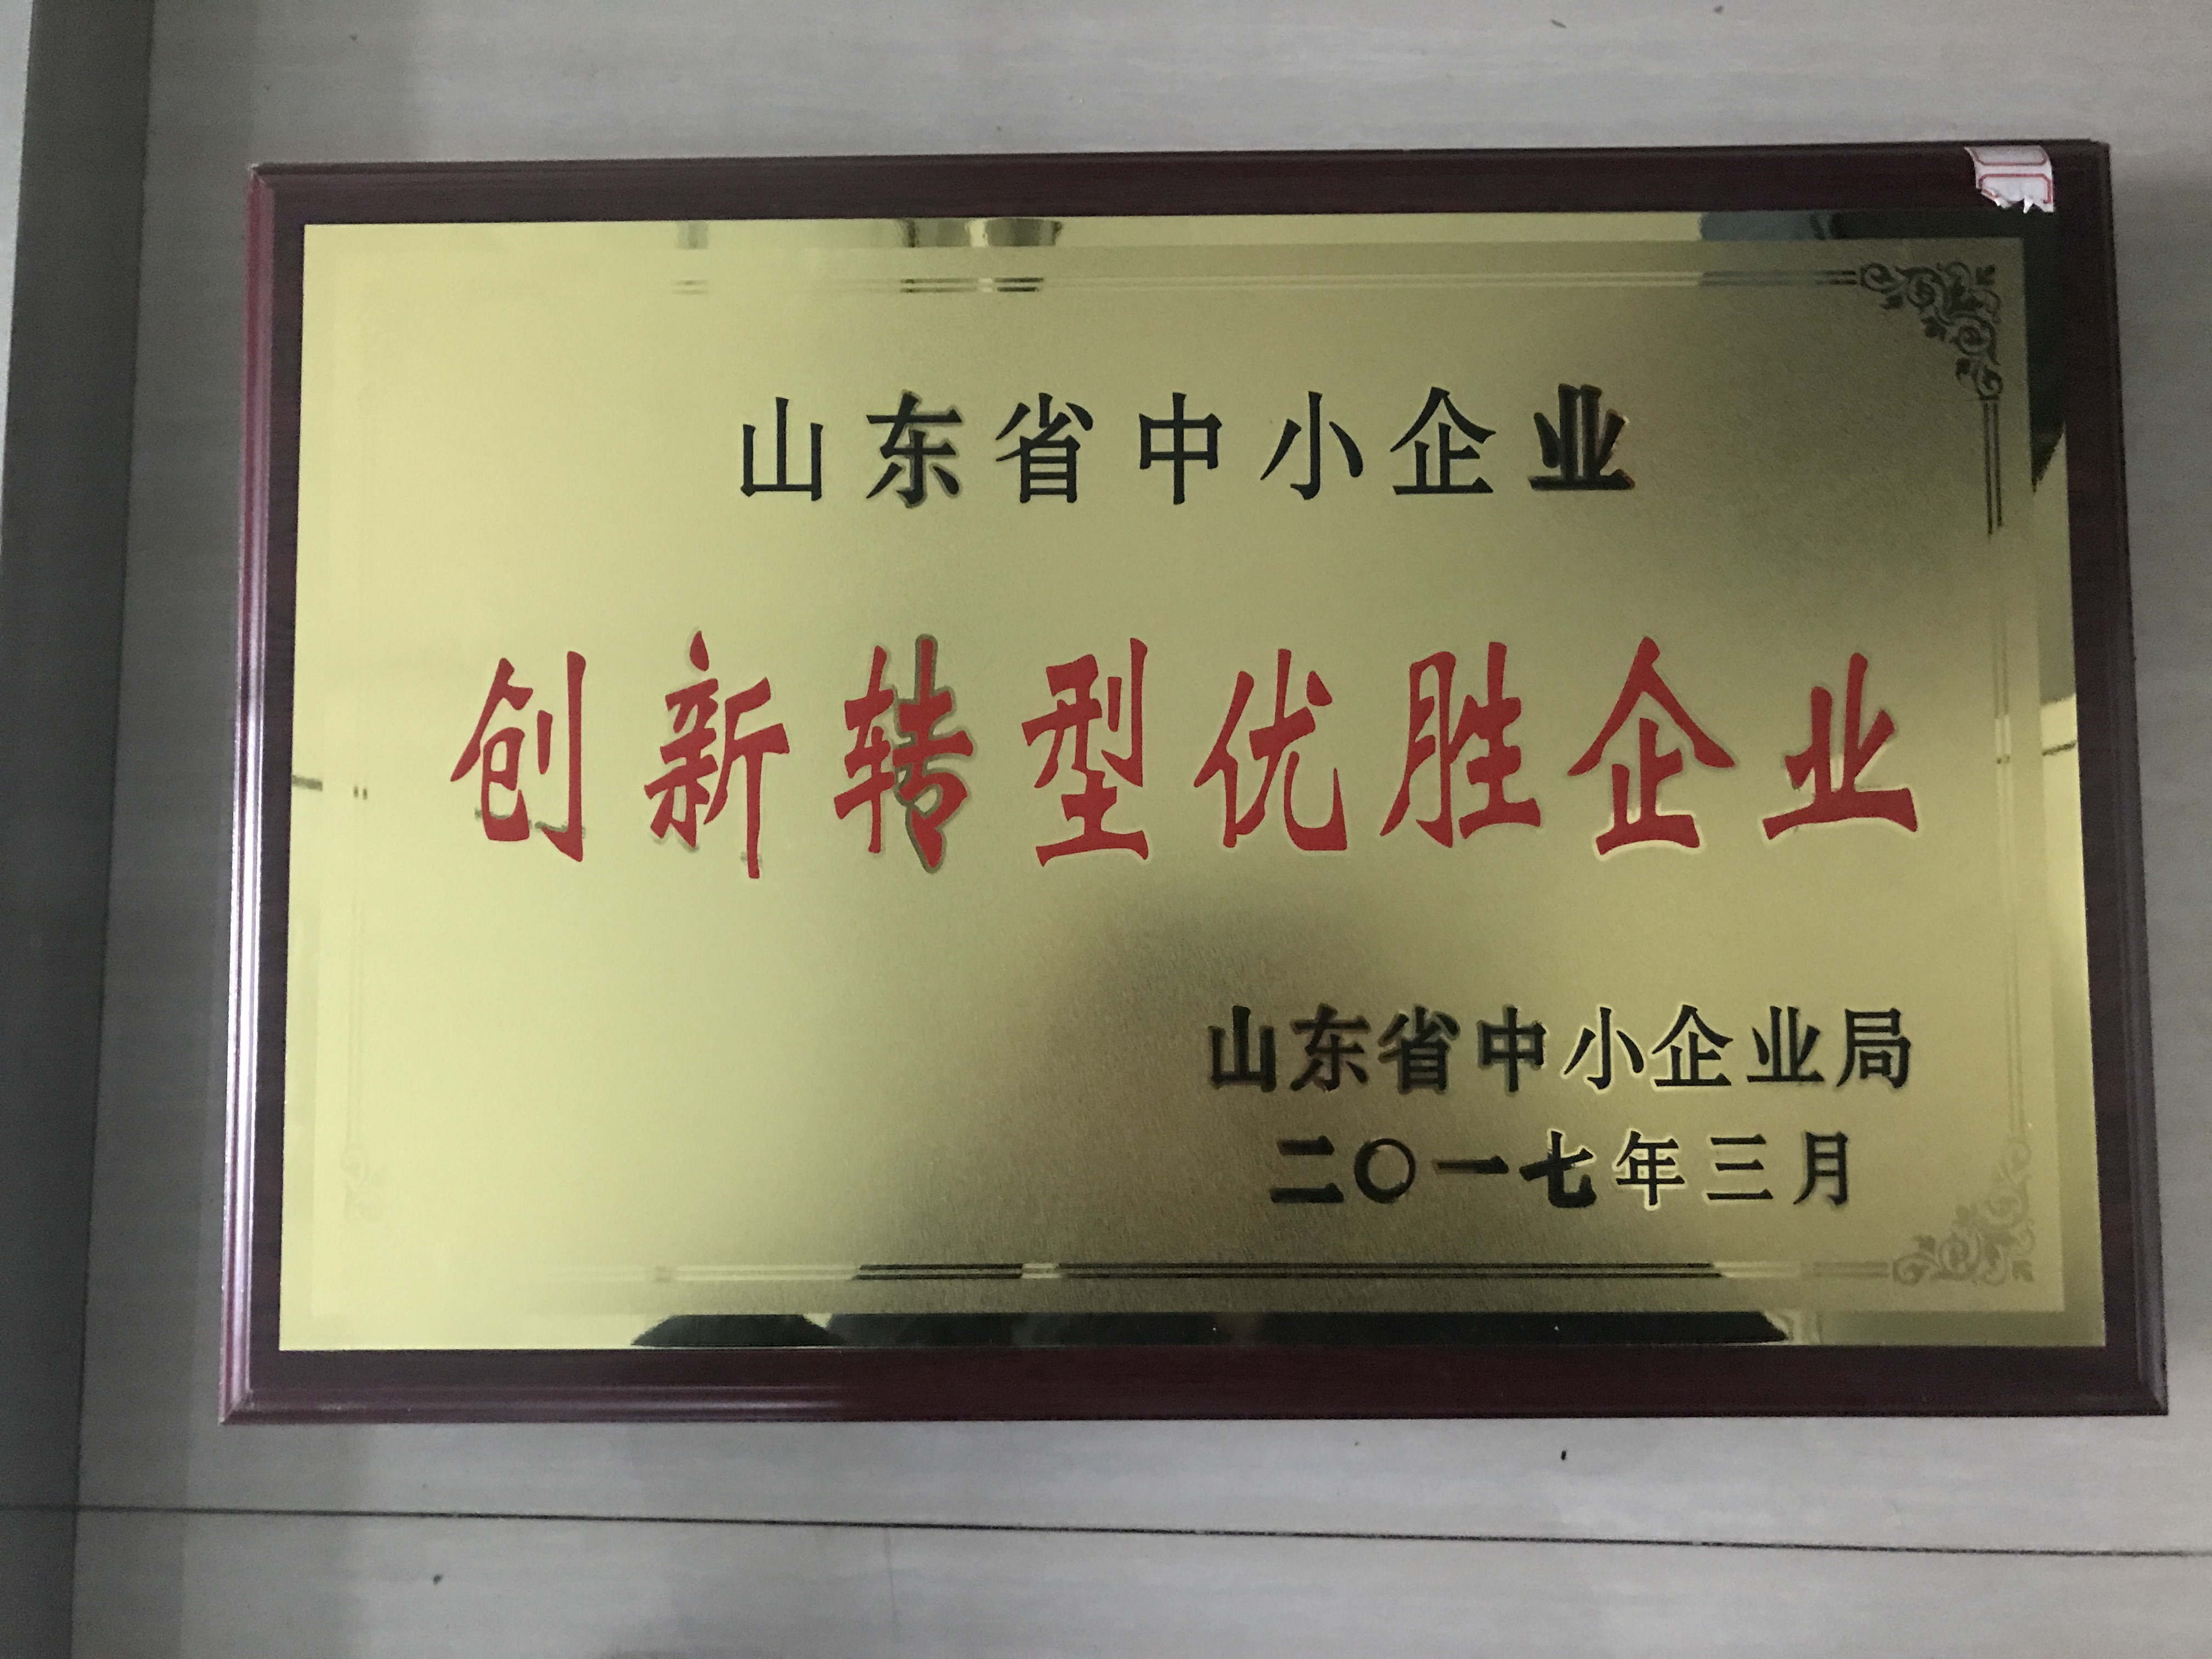 山东省中小企业
创新转型优胜企业
山东省中小企业局
二〇一七年三月